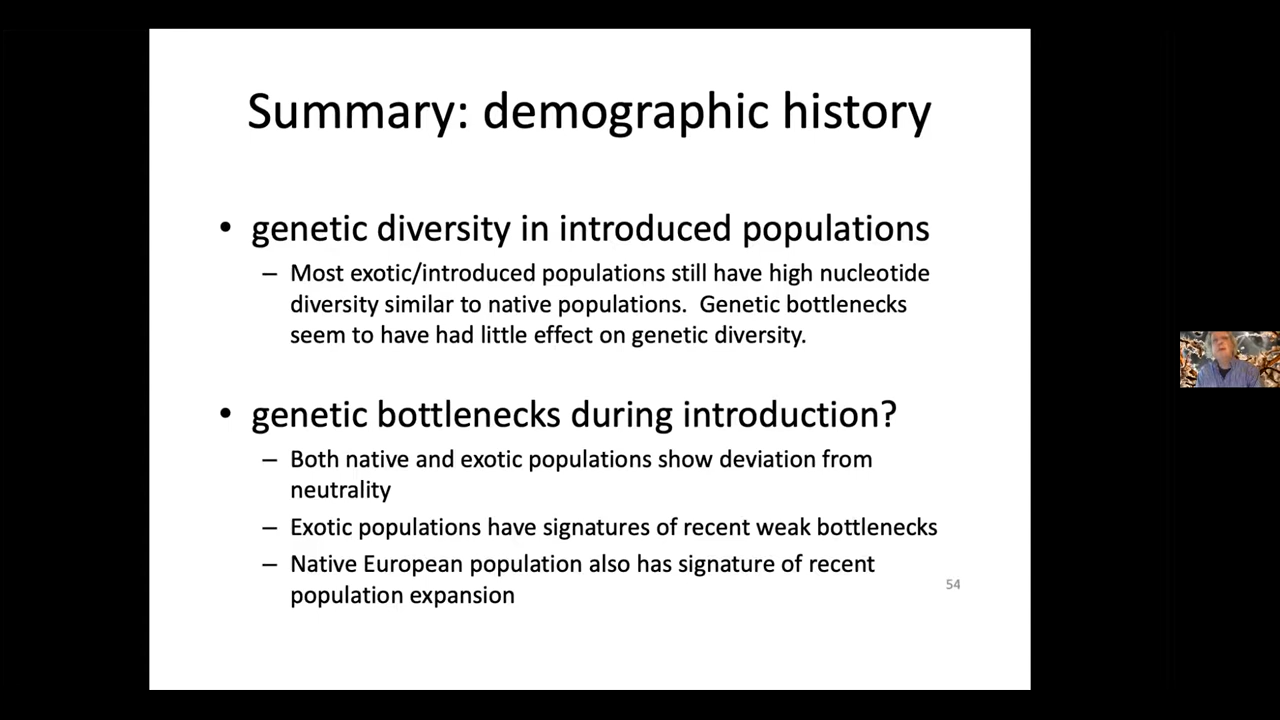 Summary: demographic history
• genetic diversity in introduced populations
– Most exotic/introduced populations still have high nucleotide
diversity similar to native populations.  Genetic bottlenecks
seem to have had little effect on genetic diversity.
• genetic bottlenecks during introduction?
– Both native and exotic populations show deviation from
neutrality
– Exotic populations have signatures of recent weak bottlenecks
– Native European population also has signature of recent
population expansion
54